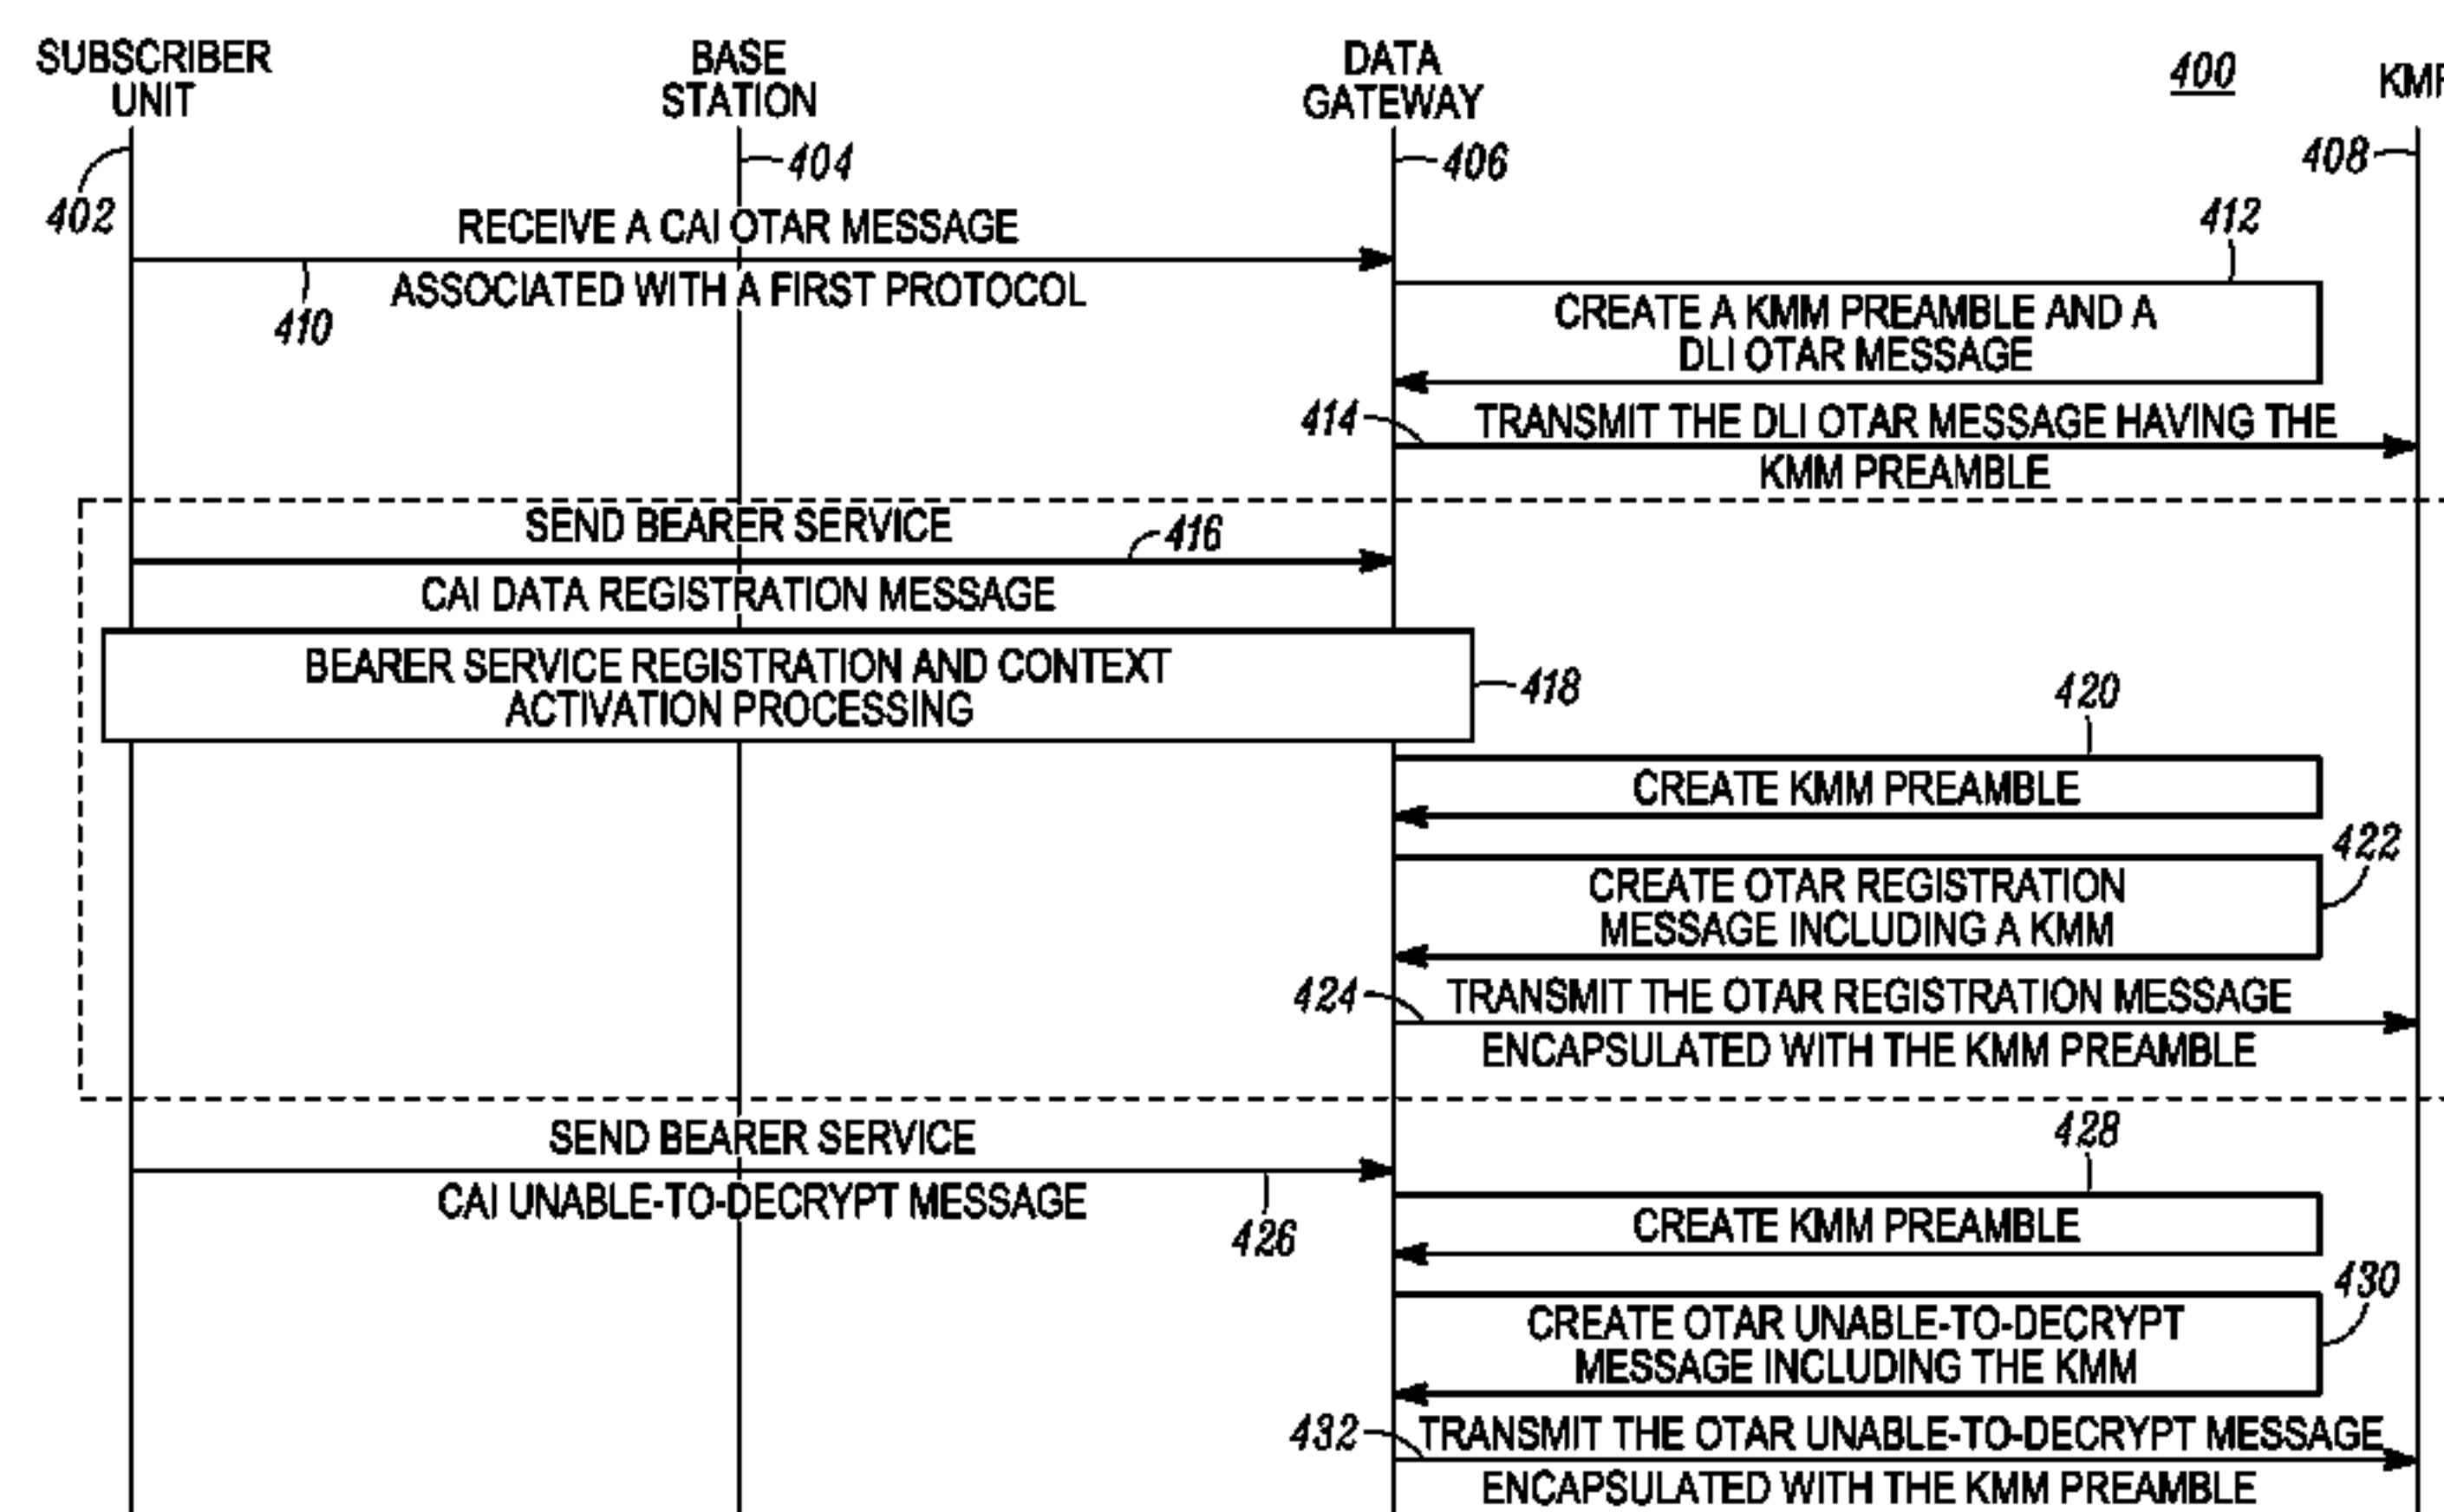 SUBSCRIBER
UNIT
BASE
STATION
DATA
GATEWAY
400
KMF
402
404
406
408
RECEIVE A CAI OTAR MESSAGE
ASSOCIATED WITH A FIRST PROTOCOL
410
412
CREATE A KMM PREAMBLE AND A
DLI OTAR MESSAGE
414
TRANSMIT THE DLI OTAR MESSAGE HAVING THE
KMM PREAMBLE
SEND BEARER SERVICE
416
CAI DATA REGISTRATION MESSAGE
BEARER SERVICE REGISTRATION AND CONTEXT
ACTIVATION PROCESSING
418
420
CREATE KMM PREAMBLE
422
CREATE OTAR REGISTRATION
MESSAGE INCLUDING A KMM
424
TRANSMIT THE OTAR REGISTRATION MESSAGE
ENCAPSULATED WITH THE KMM PREAMBLE
SEND BEARER SERVICE
CAI UNABLE-TO-DECRYPT MESSAGE
426
428
CREATE KMM PREAMBLE
430
CREATE OTAR UNABLE-TO-DECRYPT
MESSAGE INCLUDING THE KMM
432
TRANSMIT THE OTAR UNABLE-TO-DECRYPT MESSAGE
ENCAPSULATED WITH THE KMM PREAMBLE